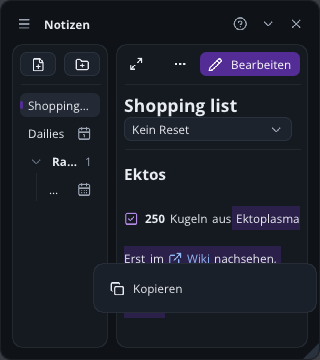 Notizen
Bearbeiten
Shopping...
Dailies
Ra... 1
...
Shopping list
Kein Reset
Ektos
250 Kugeln aus Ektoplasma
Erst im Wiki nachsehen.
Kopieren